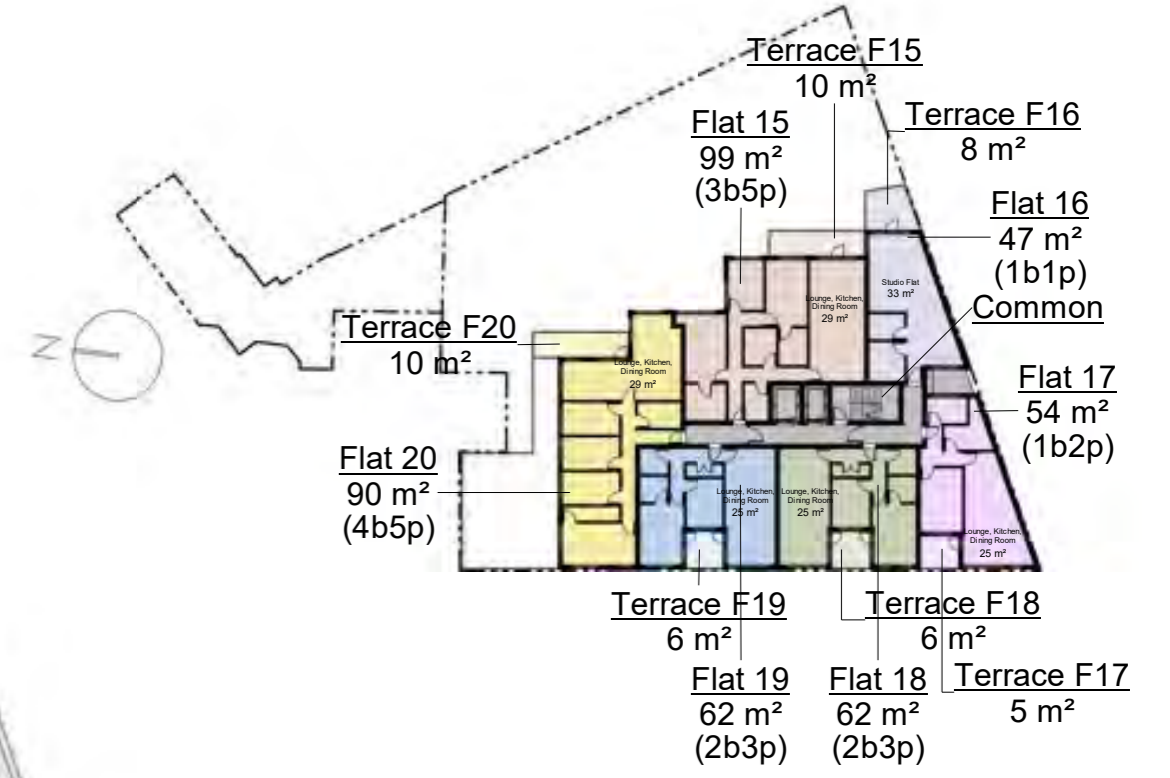 Terrace F15
10 m²
Flat 15
99 m²
(3b5p)
Terrace F16
8 m²
Flat 16
47 m²
(1b1p)
Studio Flat
33 m²
Common
Lounge, Kitchen,
Dining Room
29 m²
Terrace F20
10 m²
Lounge, Kitchen,
Dining Room
29 m²
N
Flat 17
54 m²
(1b2p)
Flat 20
90 m²
(4b5p)
Lounge, Kitchen,
Dining Room
25 m²
Lounge, Kitchen,
Dining Room
25 m²
Lounge, Kitchen,
Dining Room
25 m²
Terrace F19
6 m²
Terrace F18
6 m²
Flat 19
62 m²
(2b3p)
Flat 18
62 m²
(2b3p)
Terrace F17
5 m²